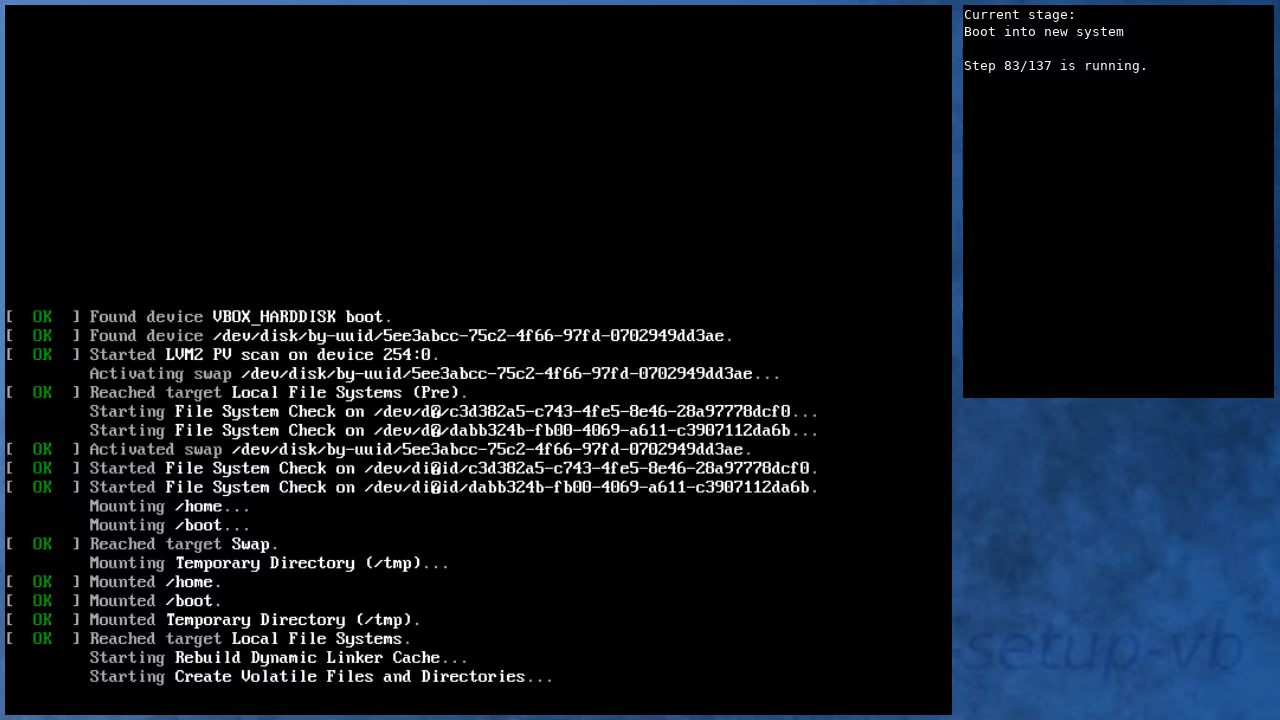 [  OK  ] Found device VBOX_HARDDISK boot.
[  OK  ] Found device /dev/disk/by-uuid/5ee3abcc-75c2-4f66-97fd-0702949dd3ae.
[  OK  ] Started LVM2 PV scan on device 254:0.
         Activating swap /dev/disk/by-uuid/5ee3abcc-75c2-4f66-97fd-0702949dd3ae...
[  OK  ] Reached target Local File Systems (Pre).
         Starting File System Check on /dev/d�/c3d382a5-c743-4fe5-8e46-28a97778dcf0...
         Starting File System Check on /dev/d�/dabb324b-fb00-4069-a611-c3907112da6b...
[  OK  ] Activated swap /dev/disk/by-uuid/5ee3abcc-75c2-4f66-97fd-0702949dd3ae.
[  OK  ] Started File System Check on /dev/di�id/c3d382a5-c743-4fe5-8e46-28a97778dcf0.
[  OK  ] Started File System Check on /dev/di�id/dabb324b-fb00-4069-a611-c3907112da6b.
         Mounting /home...
         Mounting /boot...
[  OK  ] Reached target Swap.
         Mounting Temporary Directory (/tmp)...
[  OK  ] Mounted /home.
[  OK  ] Mounted /boot.
[  OK  ] Mounted Temporary Directory (/tmp).
[  OK  ] Reached target Local File Systems.
         Starting Rebuild Dynamic Linker Cache...
         Starting Create Volatile Files and Directories...
Current stage:
Boot into new system
Step 83/137 is running.
-setup-vb